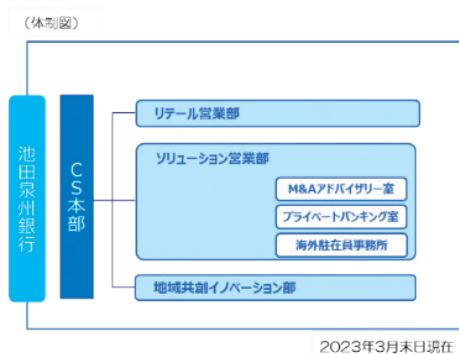 （体制図）
池田泉州銀行
CS本部
リテール営業部
ソリューション営業部
M&Aアドバイザリー室
プライベートバンキング室
海外駐在員事務所
地域共創イノベーション部
2023年3月末日現在